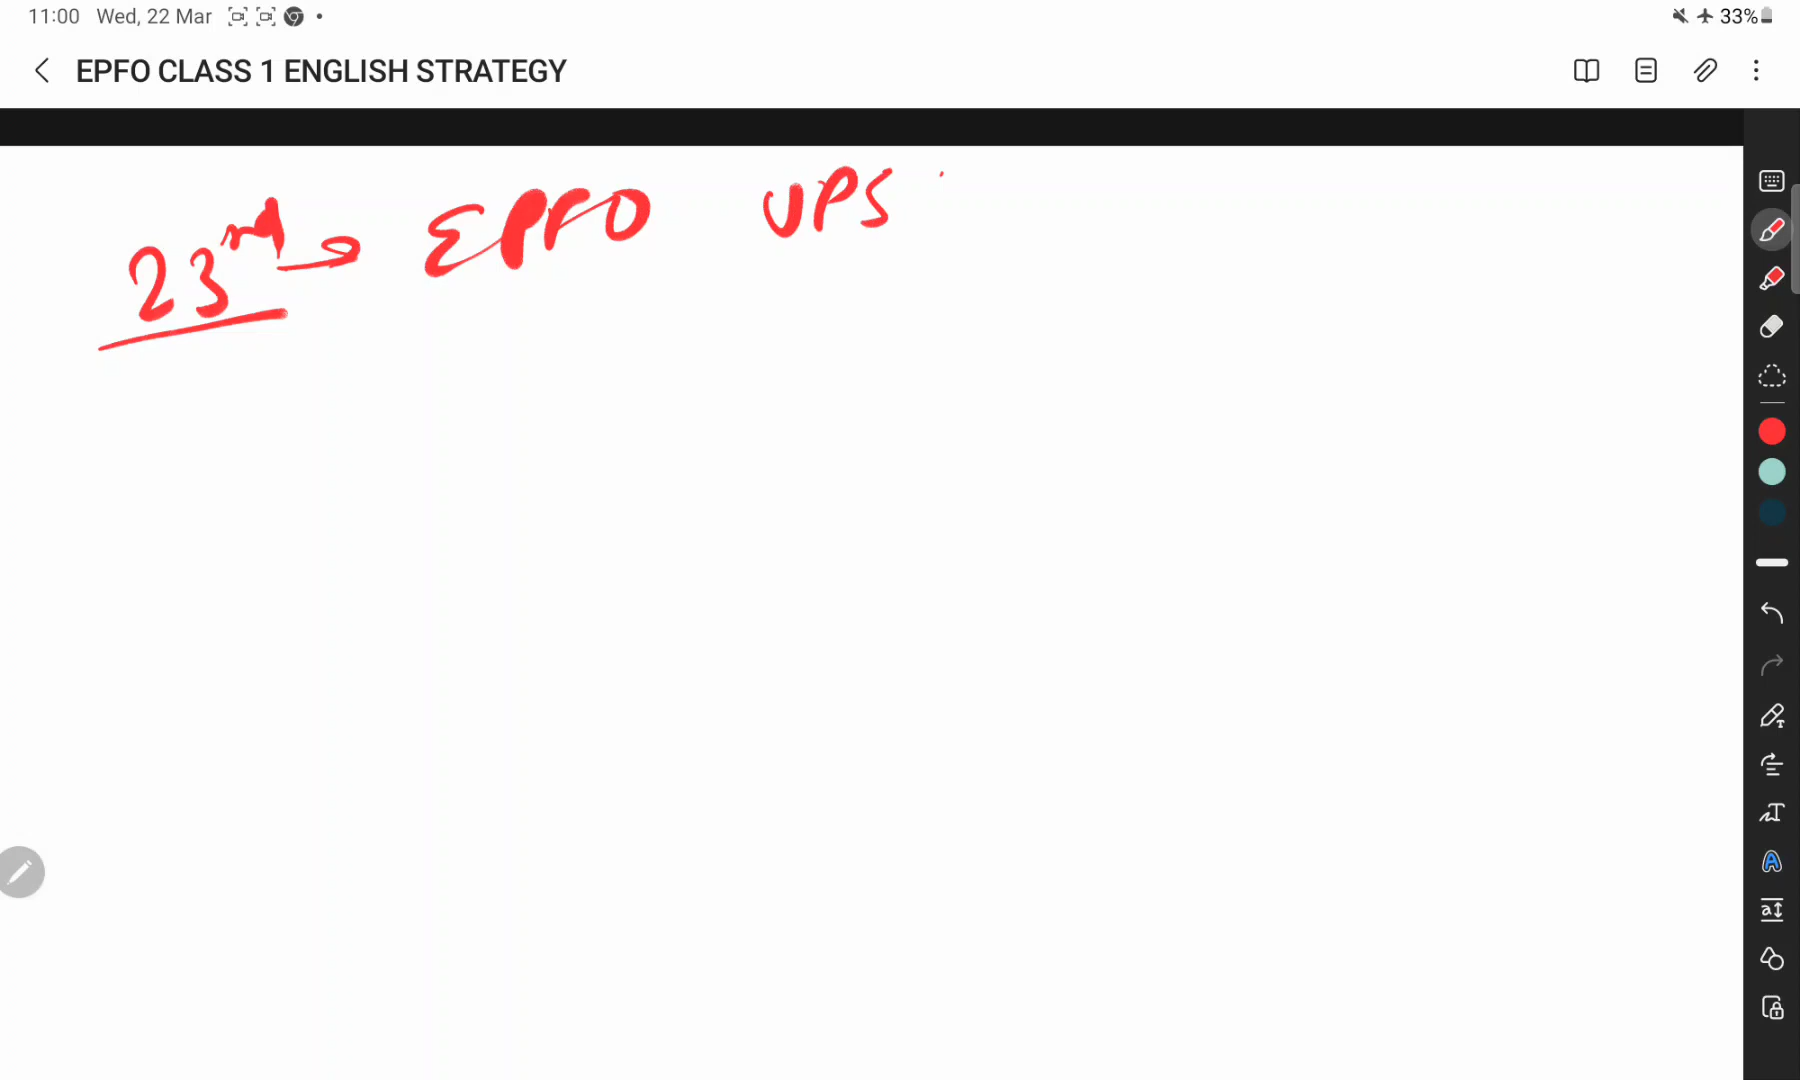 11:00 Wed, 22 Mar 33%
EPFO CLASS 1 ENGLISH STRATEGY
23rd → EPFO UPS